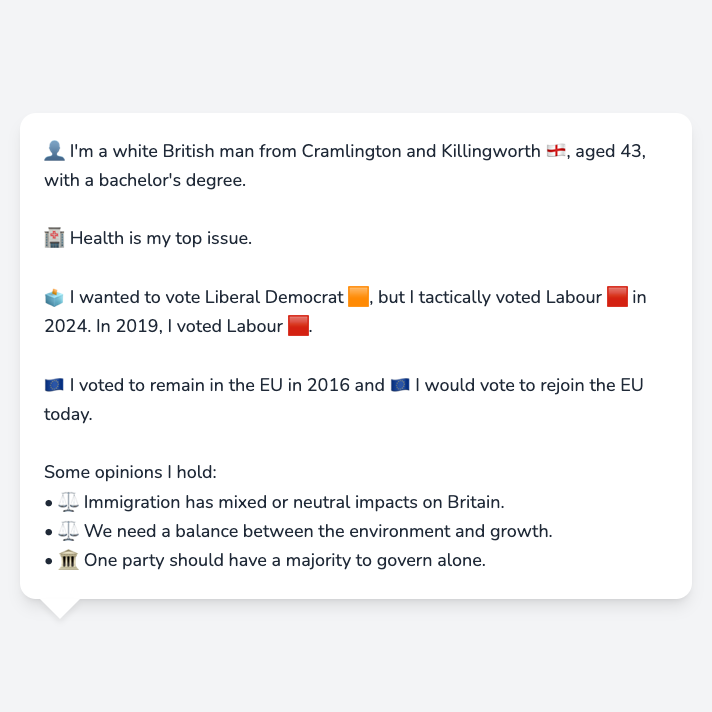 👤 I'm a white British man from Cramlington and Killingworth 🏴󠁧󠁢󠁥󠁮󠁧󠁿, aged 43,
with a bachelor's degree.
🏥 Health is my top issue.
🗳️ I wanted to vote Liberal Democrat 🟧, but I tactically voted Labour 🟥 in
2024. In 2019, I voted Labour 🟥.
🇪🇺 I voted to remain in the EU in 2016 and 🇪🇺 I would vote to rejoin the EU
today.
Some opinions I hold:
• ⚖️ Immigration has mixed or neutral impacts on Britain.
• ⚖️ We need a balance between the environment and growth.
• 🏛️ One party should have a majority to govern alone.